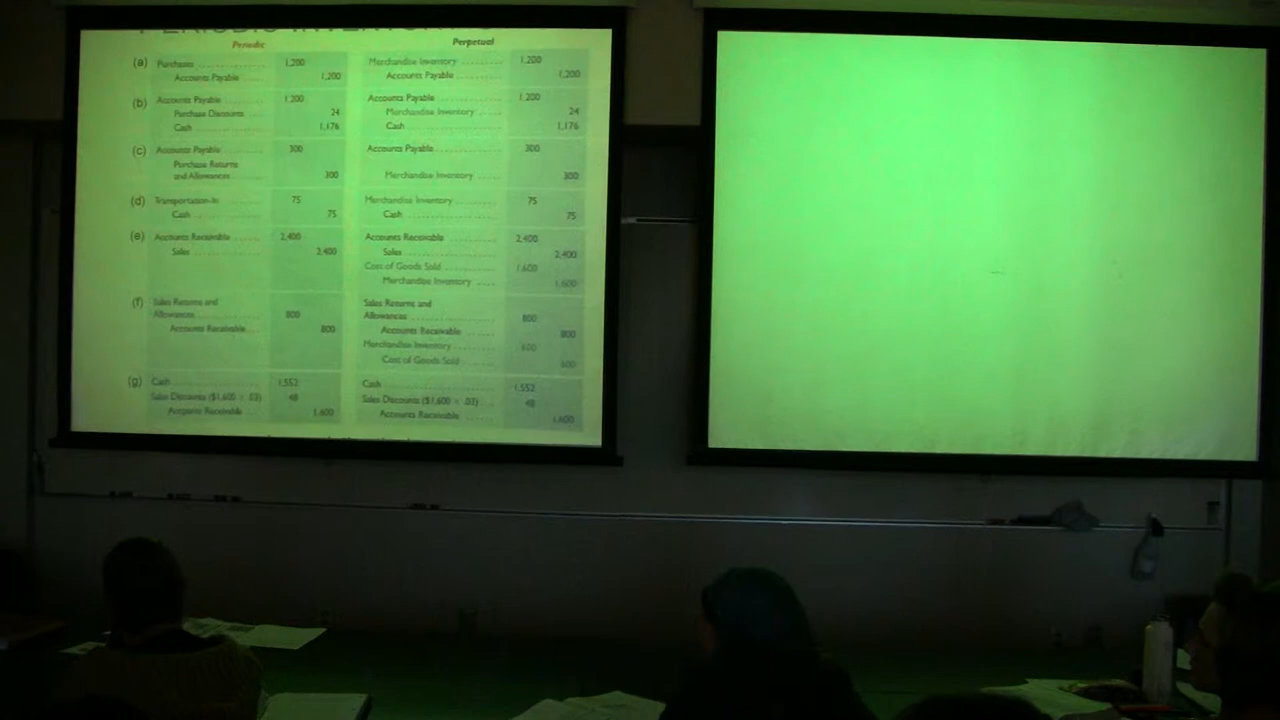 PERIODIC INVENTOR
Periodic Perpetual
(a) Purchases .......... 1,200 Merchandise Inventory .......... 1,200
Accounts Payable .......... 1,200 Accounts Payable .......... 1,200
(b) Accounts Payable .......... 1,200 Accounts Payable .......... 1,200
Purchase Discounts .... 24 Merchandise Inventory .......... 24
Cash .......... 1,176 Cash .......... 1,176
(c) Accounts Payable .......... 300 Accounts Payable .......... 300
Purchase Returns
and Allowances .......... 300 Merchandise Inventory .......... 300
(d) Transportation-In .......... 75 Merchandise Inventory .......... 75
Cash .......... 75 Cash .......... 75
(e) Accounts Receivable .......... 2,400 Accounts Receivable .......... 2,400
Sales .......... 2,400 Sales .......... 2,400
Cost of Goods Sold .......... 1,600
Merchandise Inventory ..... 1,600
(f) Sales Returns and Sales Returns and
Allowances .......... 800 Allowances .......... 800
Accounts Receivable .... 800 Accounts Receivable .......... 800
Merchandise Inventory ..........
Cost of Goods Sold ..........
(g) Cash .......... 1,552 Cash .......... 1,552
Sales Discounts ($1,600 × .03) 48 Sales Discounts ($1,600 × .03) .... 48
Accounts Receivable 1,600 Accounts Receivable .......... 1,600